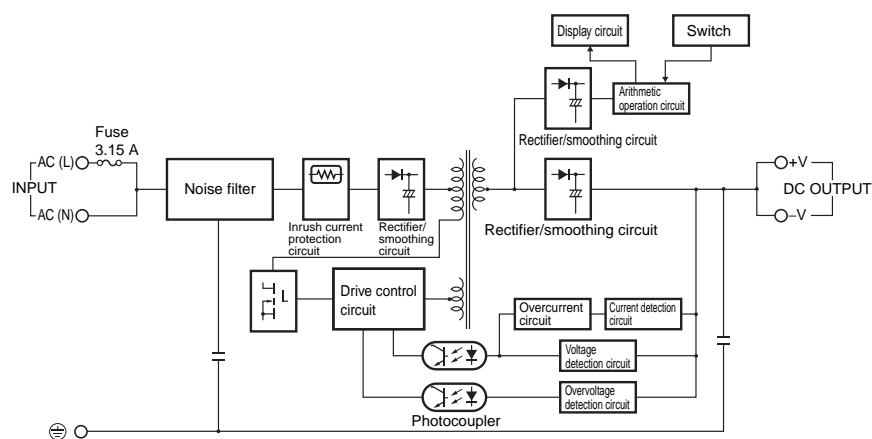 Display circuit
Switch
Arithmetic
operation circuit
Rectifier/smoothing circuit
Fuse
3.15 A
AC (L)
INPUT
AC (N)
Noise filter
Inrush current
protection
circuit
Rectifier/
smoothing
circuit
Rectifier/smoothing circuit
+V
DC OUTPUT
–V
Drive control
circuit
Overcurrent
circuit
Current detection
circuit
Voltage
detection circuit
Overvoltage
detection circuit
Photocoupler